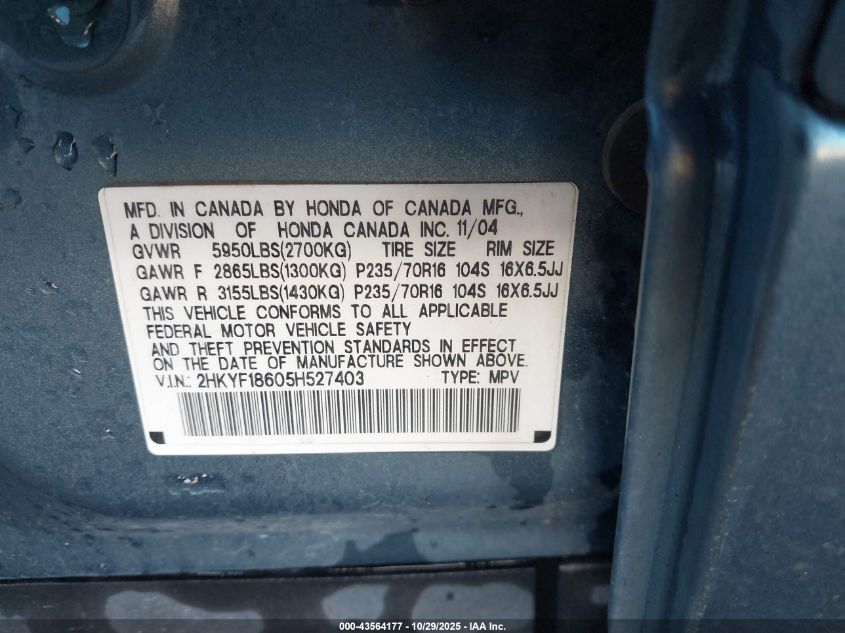 MFD. IN CANADA BY HONDA OF CANADA MFG.,
A DIVISION OF HONDA CANADA INC. 11/04
GVWR 5950LBS(2700KG) TIRE SIZE RIM SIZE
GAWR F 2865LBS(1300KG) P235/70R16 104S 16X6.5JJ
GAWR R 3155LBS(1430KG) P235/70R16 104S 16X6.5JJ
THIS VEHICLE CONFORMS TO ALL APPLICABLE
FEDERAL MOTOR VEHICLE SAFETY
AND THEFT PREVENTION STANDARDS IN EFFECT
ON THE DATE OF MANUFACTURE SHOWN ABOVE.
V.I.N.: 2HKYF18605H527403 TYPE: MPV
000-43564177 - 10/29/2025 - IAA Inc.